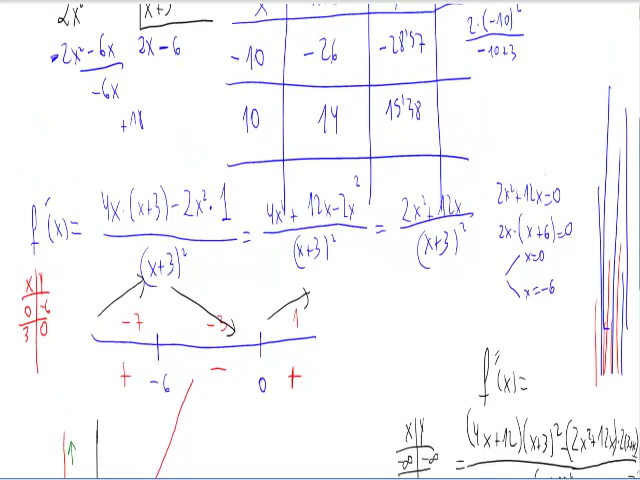 2x² | x+3
-2x² - 6x 2x - 6
-6x
+18
-10 | -26 | -28'57
10 | 14 | 15'38
2·(-10)²
-10+3
f'(x) = 4x·(x+3) - 2x²·1 / (x+3)² = 4x² + 12x - 2x² / (x+3)² = 2x² + 12x / (x+3)²
2x² + 12x = 0
2x·(x+6) = 0
x = 0
x = -6
x | y
0 | -6
3 | 0
-7 -3 1
+ -6 - 0 +
f''(x) =
x | y
-∞ | -∞
= (4x+12)(x+3)² - (2x²+12x)·2(x+